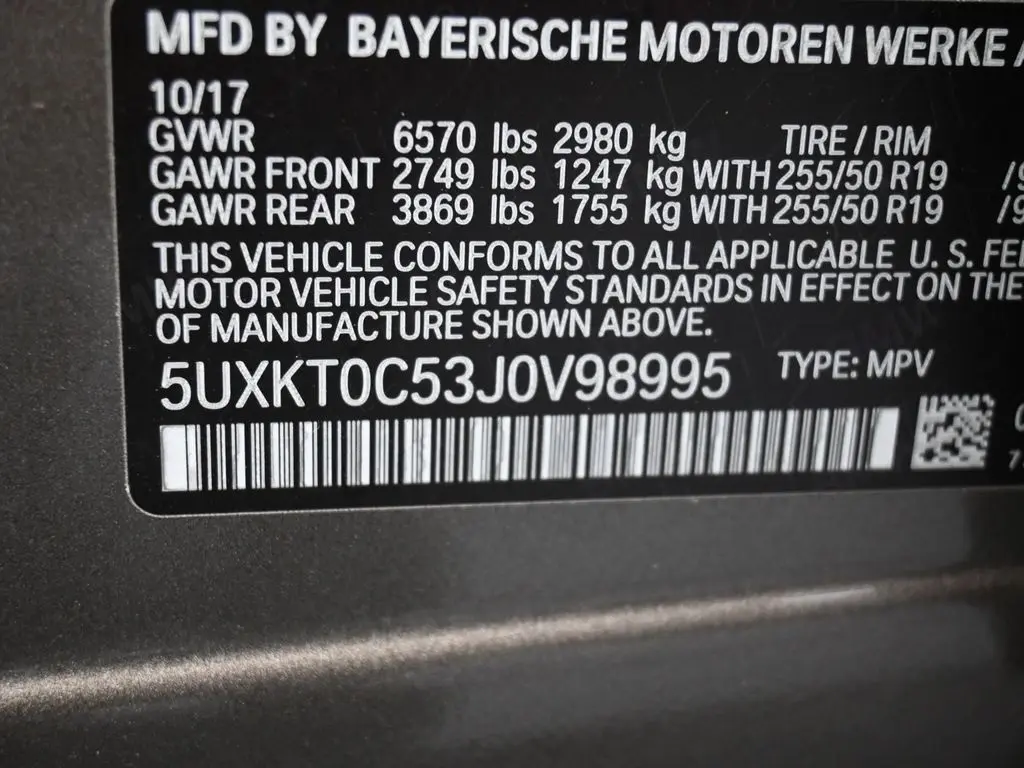 MFD BY BAYERISCHE MOTOREN WERKE
10/17
GVWR 6570 lbs 2980 kg TIRE / RIM
GAWR FRONT 2749 lbs 1247 kg WITH 255/50 R19
GAWR REAR 3869 lbs 1755 kg WITH 255/50 R19
THIS VEHICLE CONFORMS TO ALL APPLICABLE U. S.
MOTOR VEHICLE SAFETY STANDARDS IN EFFECT ON THE
OF MANUFACTURE SHOWN ABOVE.
5UXKT0C53J0V98995 TYPE: MPV